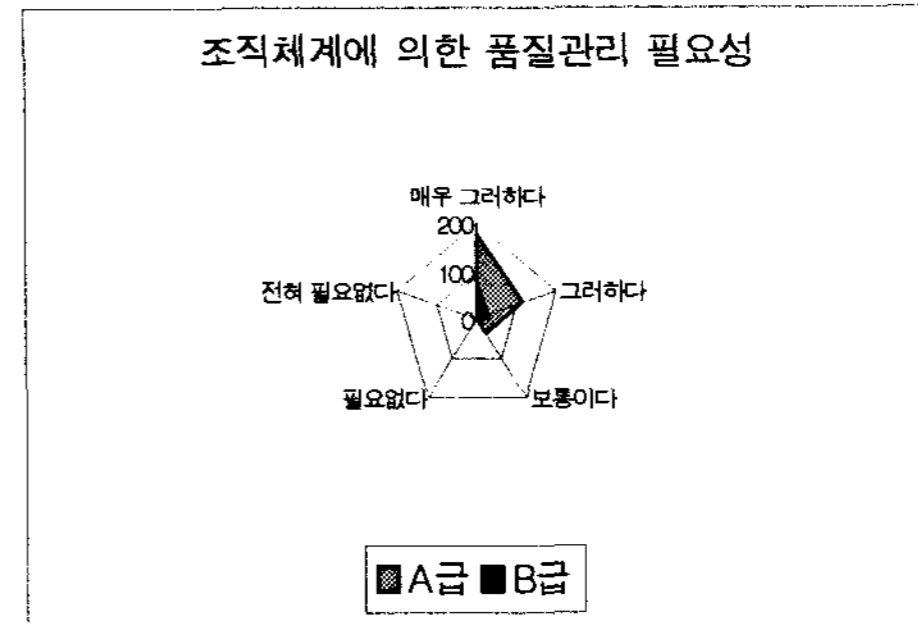 조직체계에 의한 품질관리 필요성
매우 그러하다
200
100
0
전혀 필요없다
그러하다
필요없다
보통이다
A급 B급